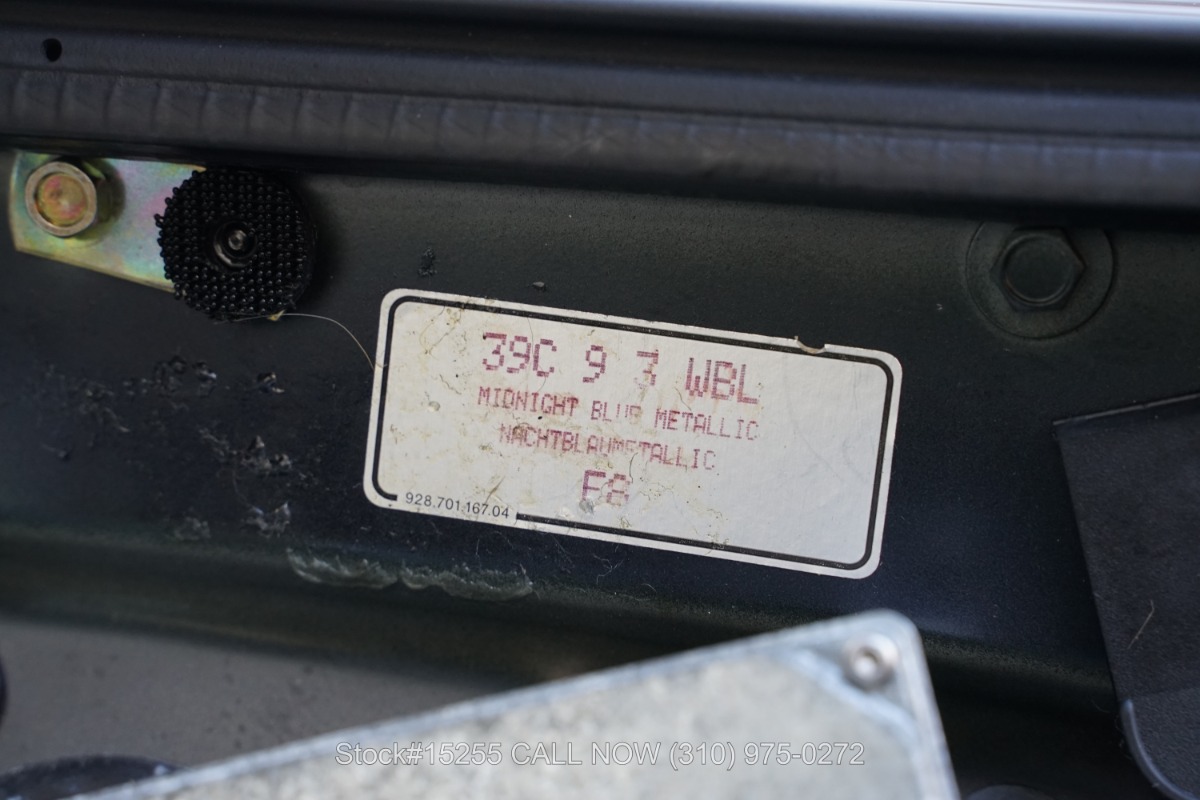 39C 9 3 WBL
MIDNIGHT BLUE METALLIC
NACHTBLAUMETALLIC
F8
928.701.167.04
Stock#15255 CALL NOW (310) 975-0272